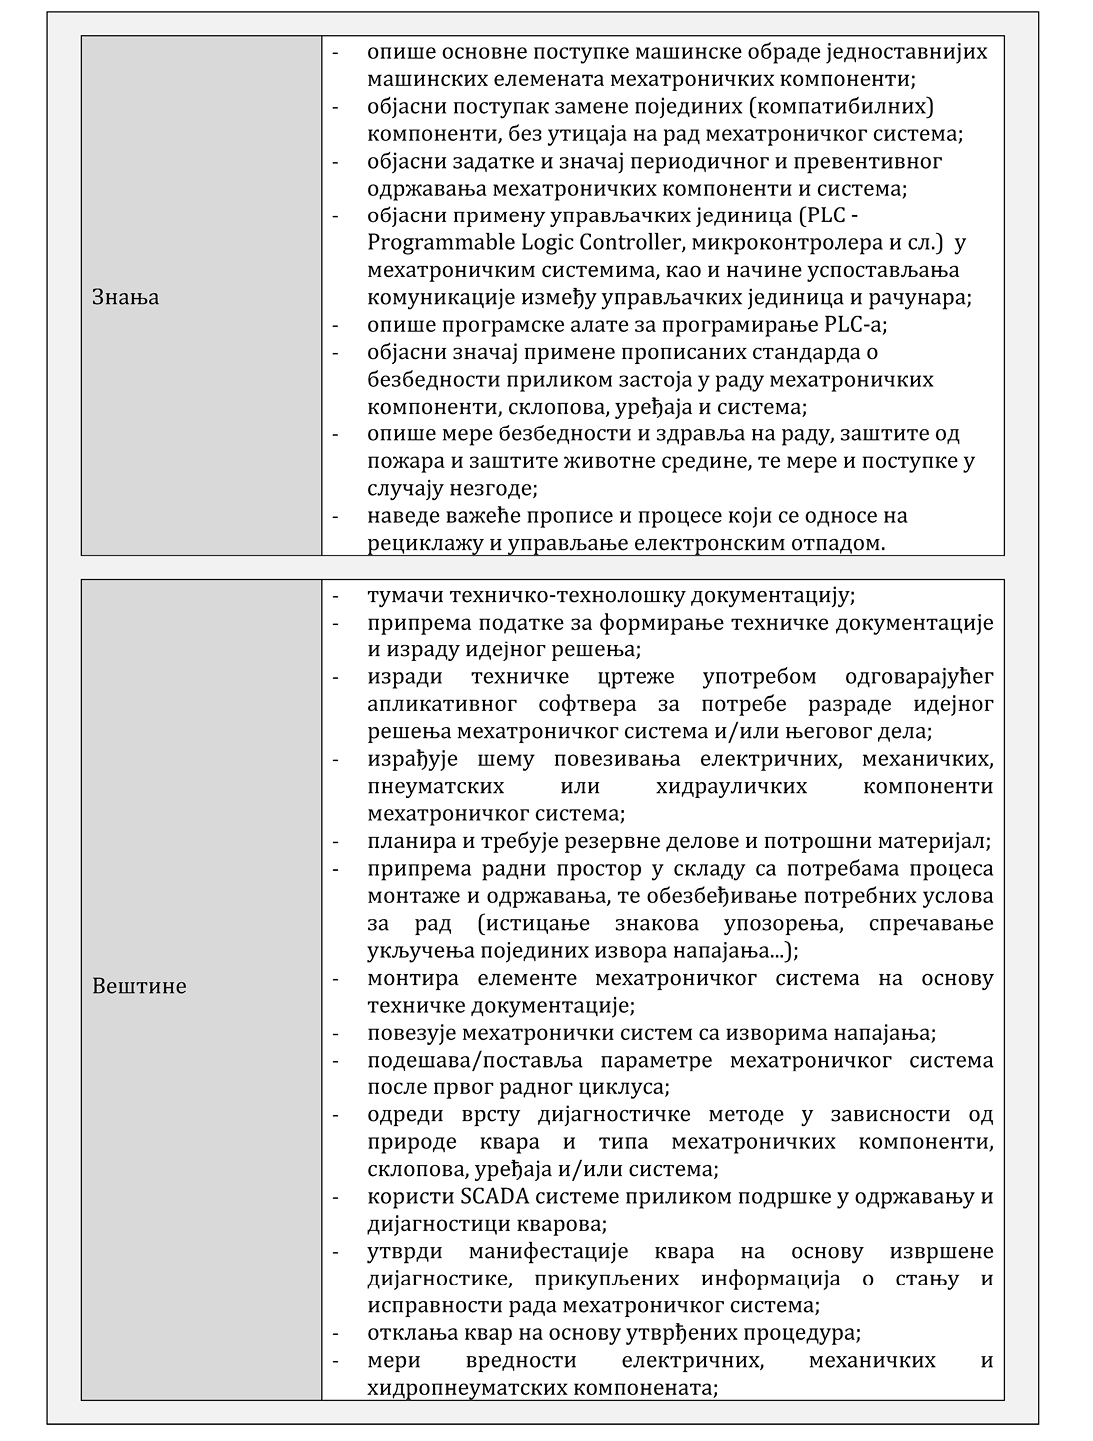 Знања
- опише основне поступке машинске обраде једноставнијих
машинских елемената мехатроничких компоненти;
- објасни поступак замене појединих (компатибилних)
компоненти, без утицаја на рад мехатроничког система;
- објасни задатке и значај периодичног и превентивног
одржавања мехатроничких компоненти и система;
- објасни примену управљачких јединица (PLC -
Programmable Logic Controller, микроконтролера и сл.) у
мехатроничким системима, као и начине успостављања
комуникације између управљачких јединица и рачунара;
- опише програмске алате за програмирање PLC-а;
- објасни значај примене прописаних стандарда о
безбедности приликом застоја у раду мехатроничких
компоненти, склопова, уређаја и система;
- опише мере безбедности и здравља на раду, заштите од
пожара и заштите животне средине, те мере и поступке у
случају незгоде;
- наведе важеће прописе и процесе који се односе на
рециклажу и управљање електронским отпадом.
Вештине
- тумачи техничко-технолошку документацију;
- припрема податке за формирање техничке документације
и израду идејног решења;
- изради техничке цртеже употребом одговарајућег
апликативног софтвера за потребе разраде идејног
решења мехатроничког система и/или његовог дела;
- израђује шему повезивања електричних, механичких,
пнеуматских или хидрауличких компоненти
мехатроничког система;
- планира и требује резервне делове и потрошни материјал;
- припрема радни простор у складу са потребама процеса
монтаже и одржавања, те обезбеђивање потребних услова
за рад (истицање знакова упозорења, спречавање
укључења појединих извора напајања...);
- монтира елементе мехатроничког система на основу
техничке документације;
- повезује мехатронички систем са изворима напајања;
- подешава/поставља параметре мехатроничког система
после првог радног циклуса;
- одреди врсту дијагностичке методе у зависности од
природе квара и типа мехатроничких компоненти,
склопова, уређаја и/или система;
- користи SCADA системе приликом подршке у одржавању и
дијагностици кварова;
- утврди манифестације квара на основу извршене
дијагностике, прикупљених информација о стању и
исправности рада мехатроничког система;
- отклања квар на основу утврђених процедура;
- мери вредности електричних, механичких и
хидропнеуматских компонената;